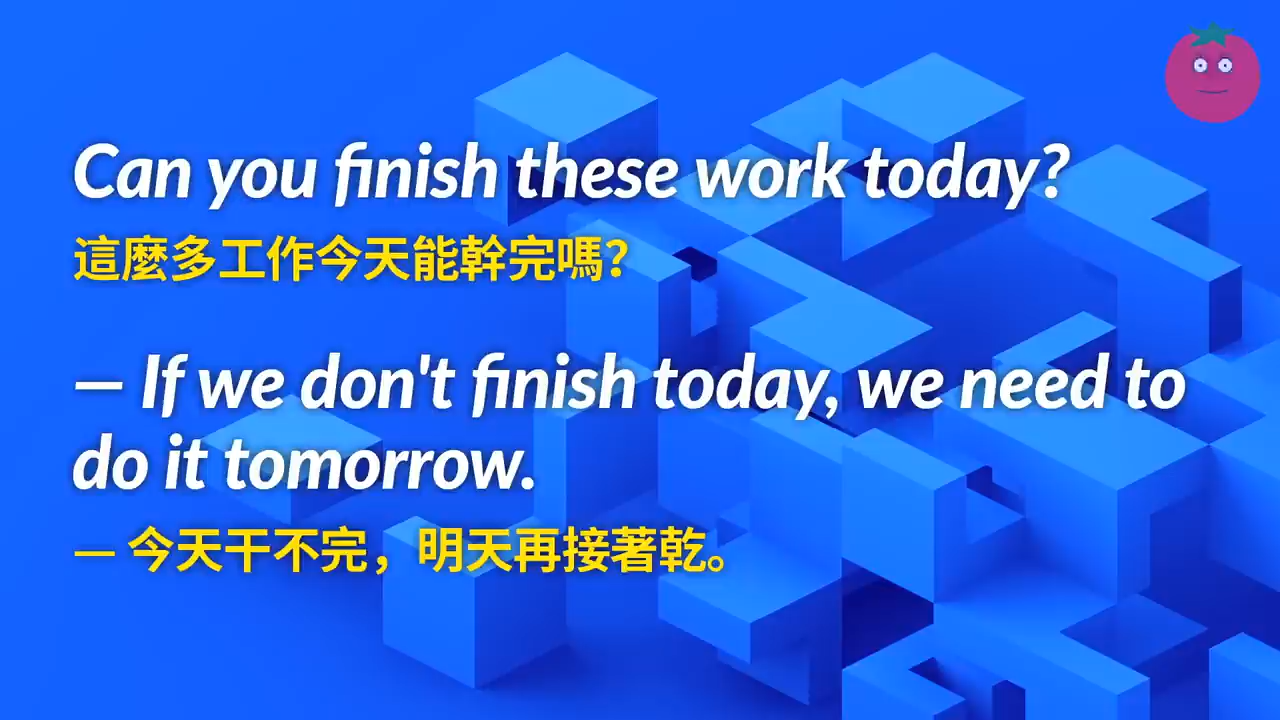 Can you finish these work today?
這麼多工作今天能幹完嗎?
— If we don't finish today, we need to
do it tomorrow.
— 今天干不完，明天再接著乾。